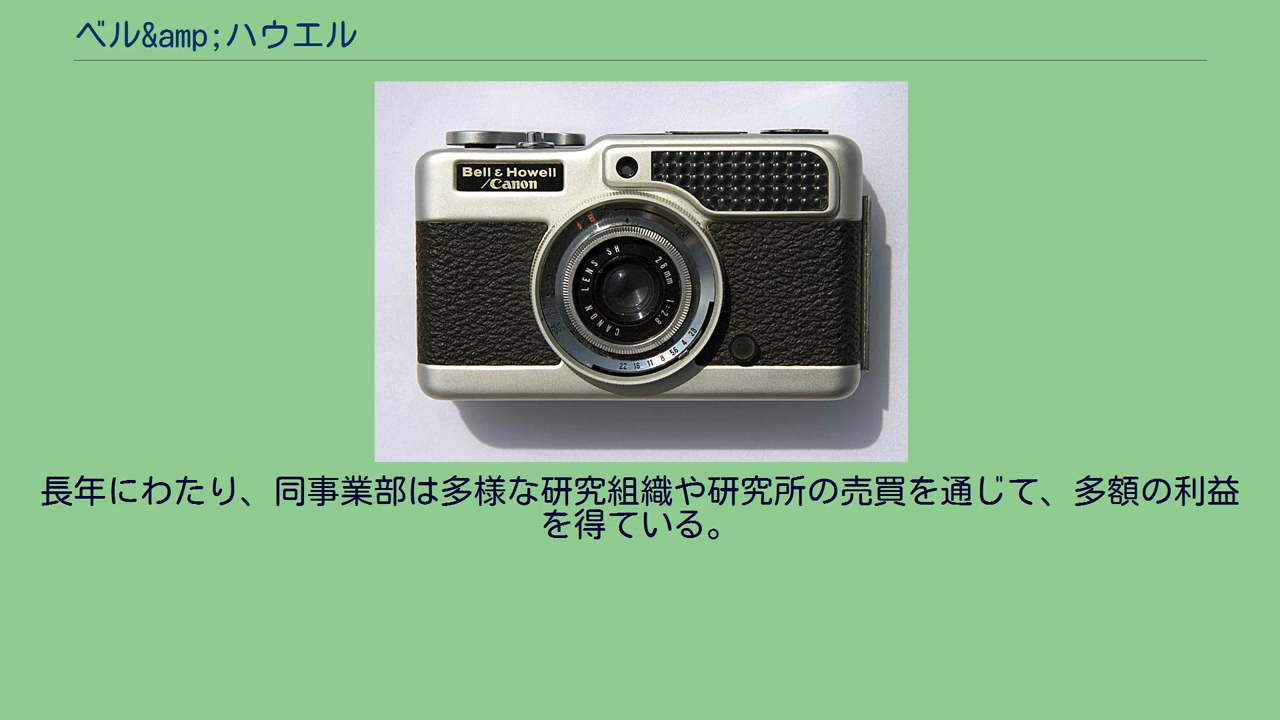 ベル&amp;ハウエル
Bell & Howell
/Canon
CANON LENS SH 28mm 1:2.8
22 16 11 8 5.6 4 2.8
長年にわたり、同事業部は多様な研究組織や研究所の売買を通じて、多額の利益
を得ている。